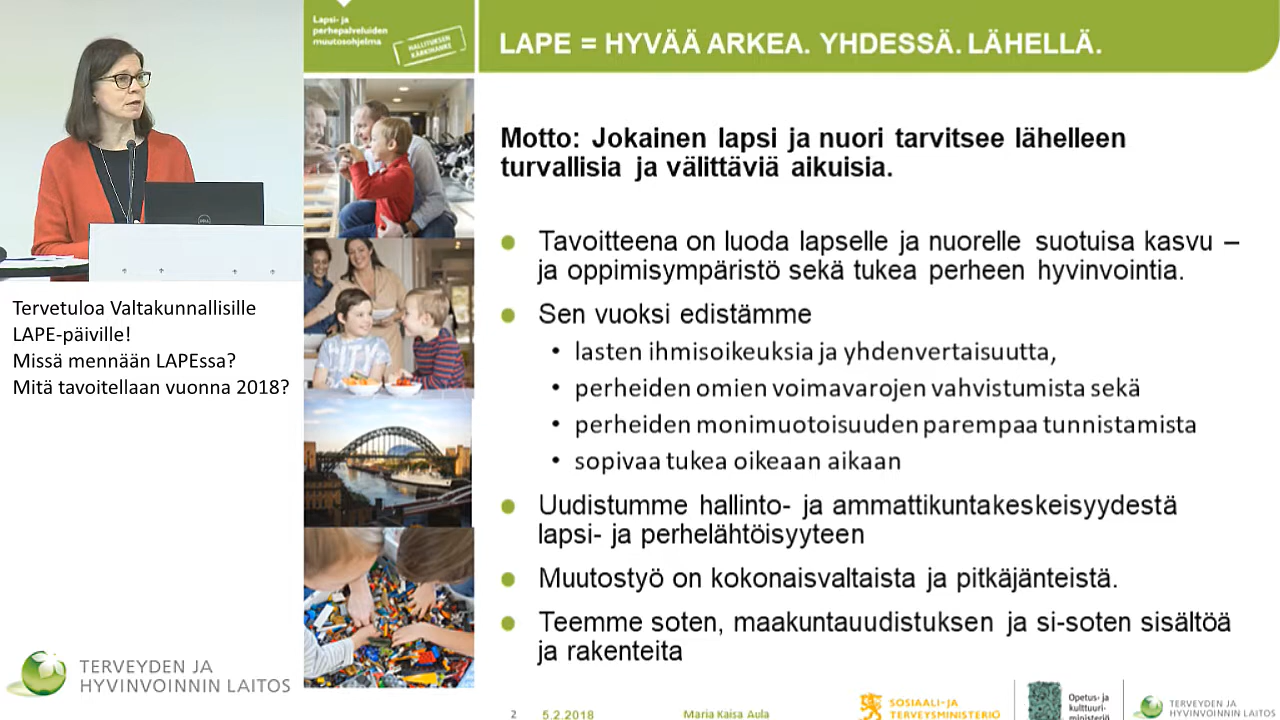 Lapsi- ja
perhepalveluiden
muutosohjelma
HALLITUKSEN
KÄRKIHANKE
LAPE = HYVÄÄ ARKEA. YHDESSÄ. LÄHELLÄ.
Motto: Jokainen lapsi ja nuori tarvitsee lähelleen
turvallisia ja välittäviä aikuisia.
• Tavoitteena on luoda lapselle ja nuorelle suotuisa kasvu –
ja oppimisympäristö sekä tukea perheen hyvinvointia.
• Sen vuoksi edistämme
• lasten ihmisoikeuksia ja yhdenvertaisuutta,
• perheiden omien voimavarojen vahvistumista sekä
• perheiden monimuotoisuuden parempaa tunnistamista
• sopivaa tukea oikeaan aikaan
• Uudistumme hallinto- ja ammattikuntakeskeisyydestä
lapsi- ja perhelähtöisyyteen
• Muutostyö on kokonaisvaltaista ja pitkäjänteistä.
• Teemme soten, maakuntauudistuksen ja si-soten sisältöä
ja rakenteita
2 5.2.2018 Maria Kaisa Aula
SOSIAALI- JA
TERVEYSMINISTERIÖ
Opetus- ja
kulttuuri-
ministeriö
TERVEYDEN JA
HYVINVOINNIN LAITOS
DELL
CITY
Tervetuloa Valtakunnallisille
LAPE-päiville!
Missä mennään LAPEssa?
Mitä tavoitellaan vuonna 2018?
TERVEYDEN JA
HYVINVOINNIN LAITOS